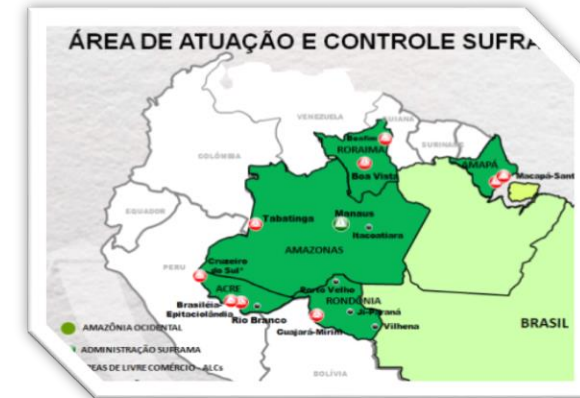 ÁREA DE ATUAÇÃO E CONTROLE SUFRA
VENEZUELA
GUIANA
SURINAME
COLÔMBIA
Bonfim
RORAIMA
Boa Vista
AMAPÁ
Macapá-Sant
EQUADOR
Tabatinga
Manaus
Itacoatiara
AMAZONAS
PERU
Cruzeiro
do Sul*
ACRE
Porto Velho
RONDÔNIA
Brasiléia-
Epitaciolândia
Rio Branco
Ji-Paraná
Guajará-Mirim
Vilhena
BRASIL
BOLÍVIA
AMAZÔNIA OCIDENTAL
ADMINISTRAÇÃO SUFRAMA
REAS DE LIVRE COMÉRCIO - ALCs